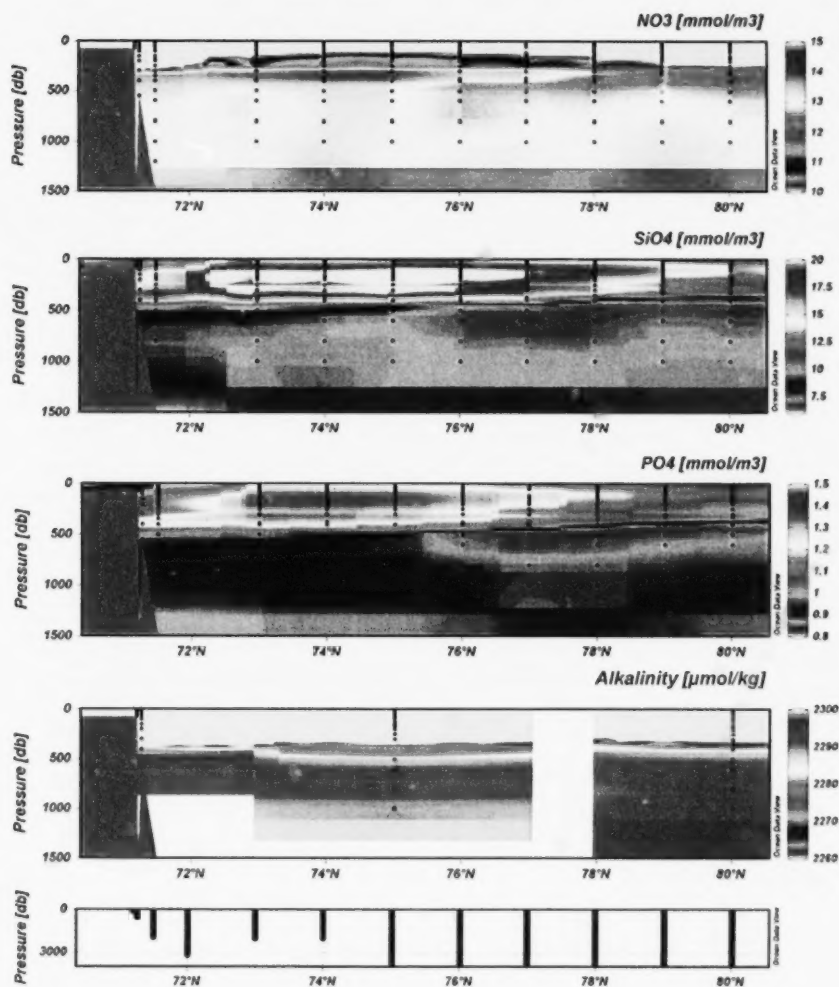 NO3 [mmol/m3]
Pressure [db]
0
500
1000
1500
72°N 74°N 76°N 78°N 80°N
15
14
13
12
11
10
Ocean Data View
SiO4 [mmol/m3]
Pressure [db]
0
500
1000
1500
72°N 74°N 76°N 78°N 80°N
20
17.5
15
12.5
10
7.5
Ocean Data View
PO4 [mmol/m3]
Pressure [db]
0
500
1000
1500
72°N 74°N 76°N 78°N 80°N
1.5
1.4
1.3
1.2
1.1
1
0.9
0.8
Ocean Data View
Alkalinity [µmol/kg]
Pressure [db]
0
500
1000
1500
72°N 74°N 76°N 78°N 80°N
2300
2290
2280
2270
2260
Ocean Data View
Pressure [db]
0
3000
72°N 74°N 76°N 78°N 80°N
Ocean Data View